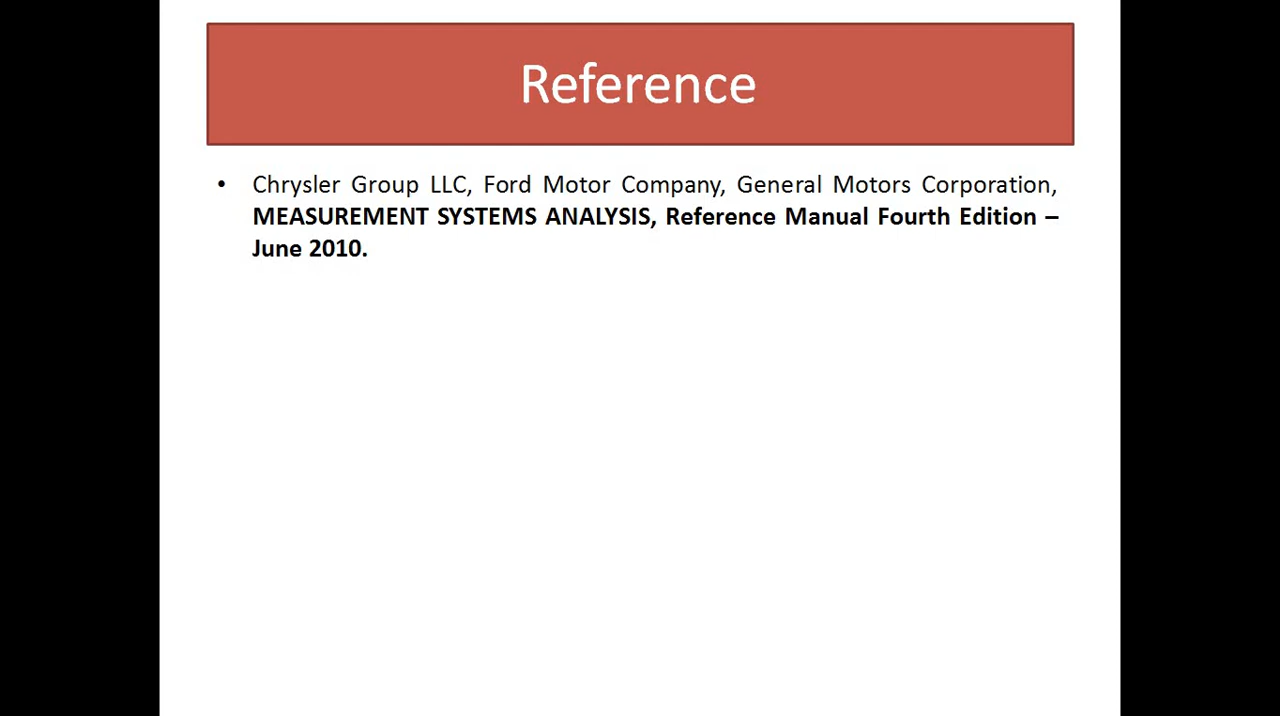 Reference
• Chrysler Group LLC, Ford Motor Company, General Motors Corporation,
MEASUREMENT SYSTEMS ANALYSIS, Reference Manual Fourth Edition –
June 2010.